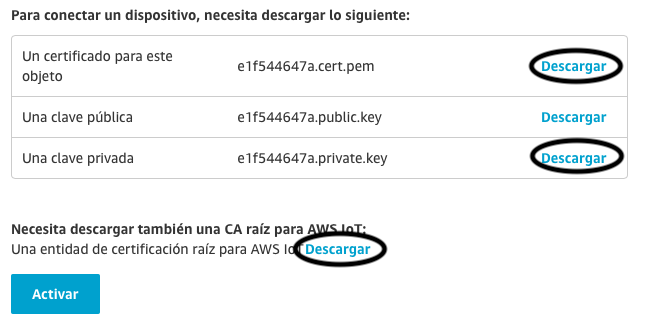 Para conectar un dispositivo, necesita descargar lo siguiente:
Un certificado para este
objeto
e1f544647a.cert.pem
Descargar
Una clave pública
e1f544647a.public.key
Descargar
Una clave privada
e1f544647a.private.key
Descargar
Necesita descargar también una CA raíz para AWS IoT:
Una entidad de certificación raíz para AWS IoT Descargar
Activar